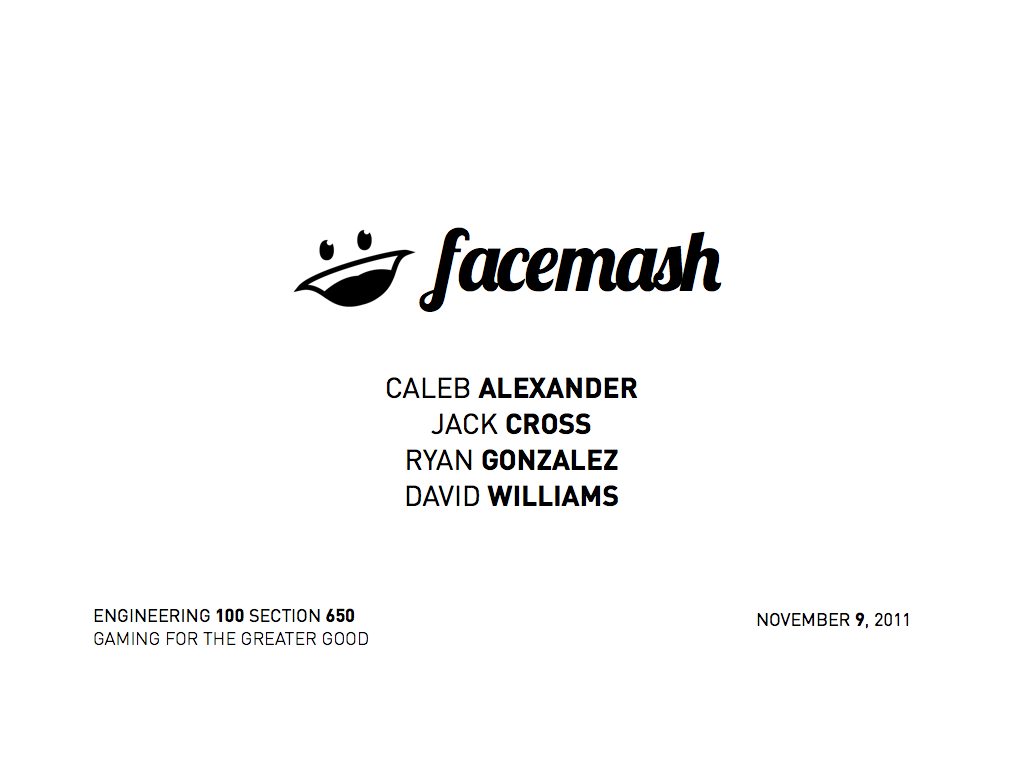 facemash
CALEB ALEXANDER
JACK CROSS
RYAN GONZALEZ
DAVID WILLIAMS
ENGINEERING 100 SECTION 650
GAMING FOR THE GREATER GOOD
NOVEMBER 9, 2011